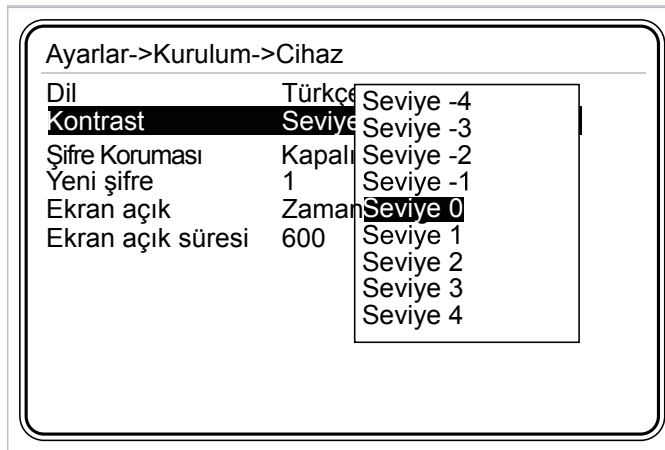 Ayarlar->Kurulum->Cihaz
Dil Türkçe
Kontrast Seviye
Şifre Koruması Kapalı
Yeni şifre 1
Ekran açık Zaman
Ekran açık süresi 600
Seviye -4
Seviye -3
Seviye -2
Seviye -1
Seviye 0
Seviye 1
Seviye 2
Seviye 3
Seviye 4